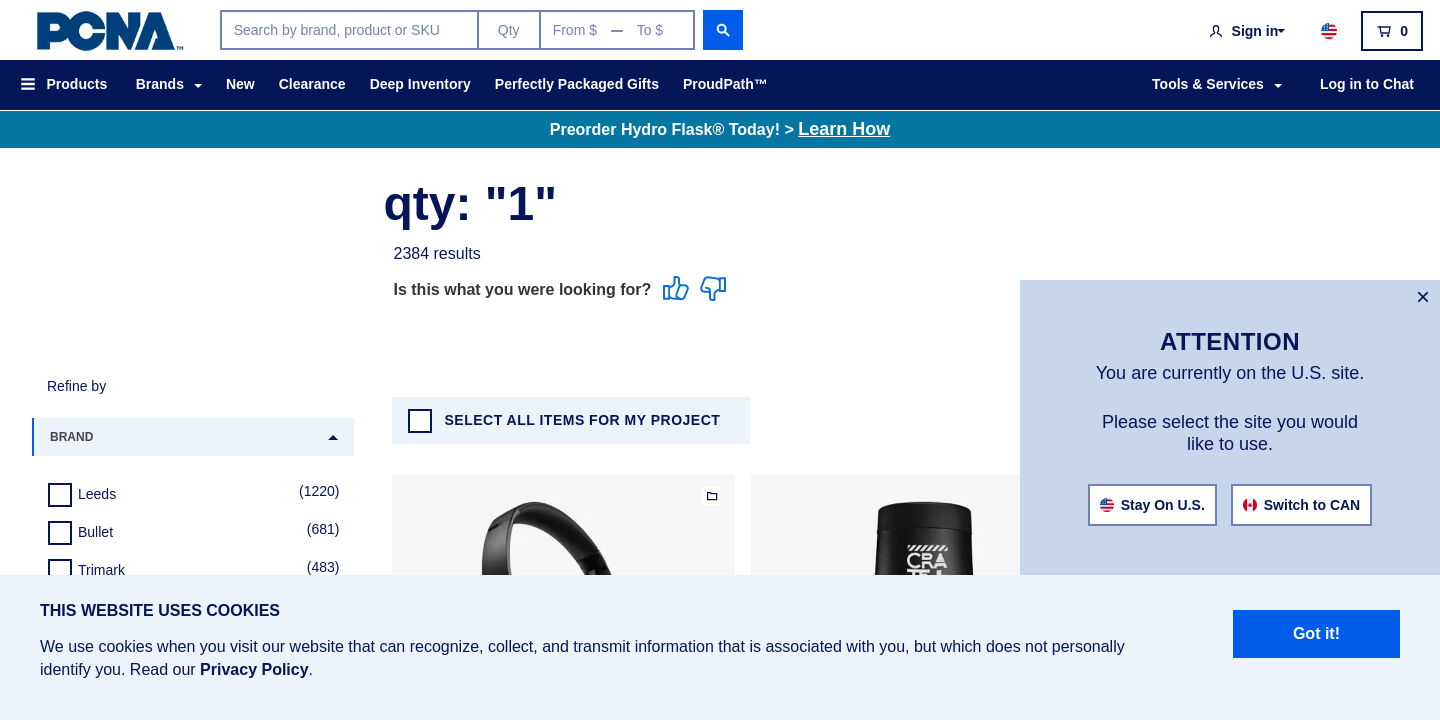 PCNA™
Search by brand, product or SKU
Qty
From $ — To $
Sign in
0
Products
Brands
New
Clearance
Deep Inventory
Perfectly Packaged Gifts
ProudPath™
Tools & Services
Log in to Chat
Preorder Hydro Flask® Today! > Learn How
qty: "1"
2384 results
Is this what you were looking for?
×
ATTENTION
You are currently on the U.S. site.
Please select the site you would
like to use.
Stay On U.S.
Switch to CAN
Refine by
BRAND
Leeds (1220)
Bullet (681)
Trimark (483)
SELECT ALL ITEMS FOR MY PROJECT
THIS WEBSITE USES COOKIES
We use cookies when you visit our website that can recognize, collect, and transmit information that is associated with you, but which does not personally
identify you. Read our Privacy Policy.
Got it!